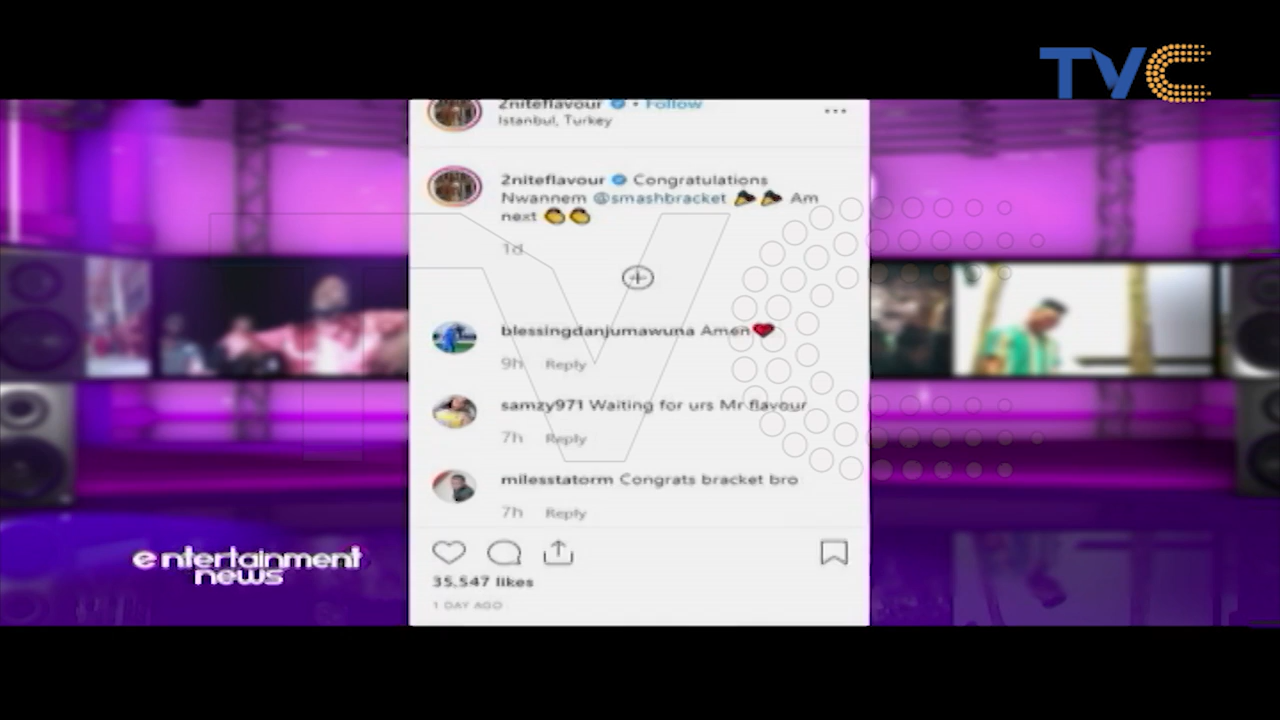 TVC
2niteflavour • Follow
Istanbul, Turkey
2niteflavour Congratulations
Nwannem @smashbracket Am
next
1d
blessingdanjumawuna Amen
9h Reply
samzy971 Waiting for urs Mr flavour
7h Reply
milesstatorm Congrats bracket bro
7h Reply
35,547 likes
1 DAY AGO
entertainment
news